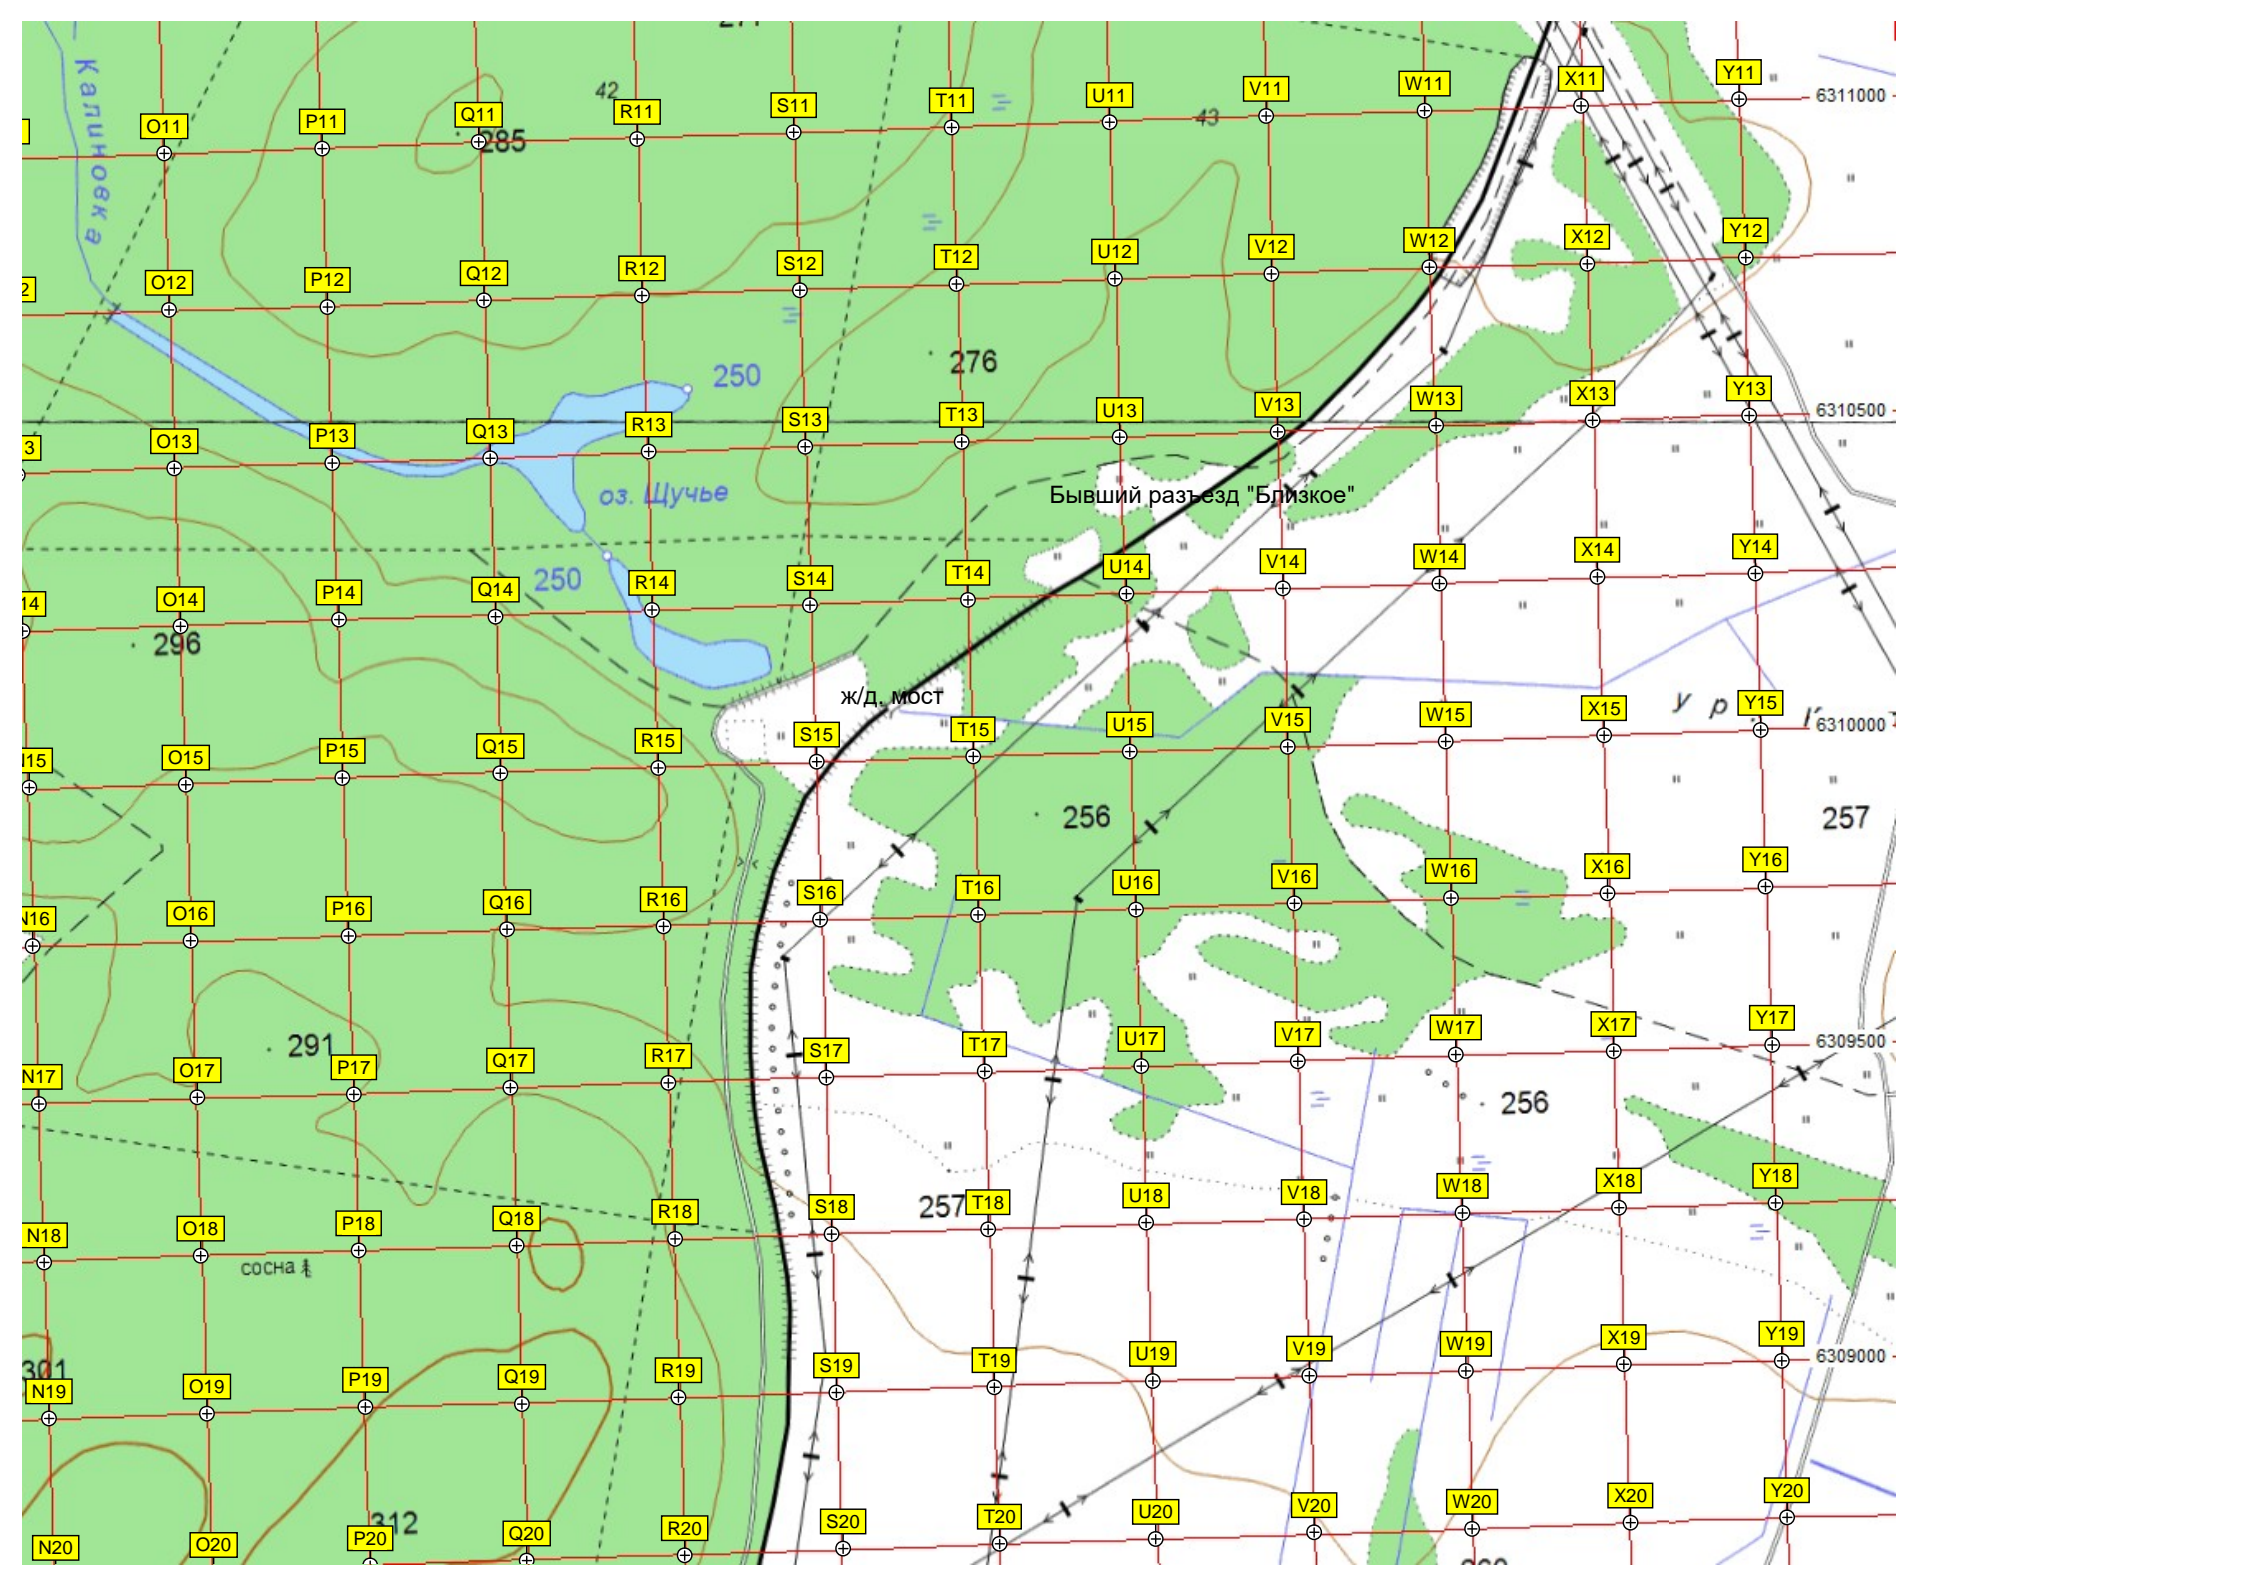 Калиновка
42
43
285
O11 P11 Q11 R11 S11 T11 U11 V11 W11 X11 Y11
6311000
O12 P12 Q12 R12 S12 T12 U12 V12 W12 X12 Y12
276
250
O13 P13 Q13 R13 S13 T13 U13 V13 W13 X13 Y13
6310500
оз. Щучье
Бывший разъезд "Близкое"
250
14 O14 P14 Q14 R14 S14 T14 U14 V14 W14 X14 Y14
296
ж/д. мост
у р.
N15 O15 P15 Q15 R15 S15 T15 U15 V15 W15 X15 Y15
6310000
256
257
N16 O16 P16 Q16 R16 S16 T16 U16 V16 W16 X16 Y16
291
N17 O17 P17 Q17 R17 S17 T17 U17 V17 W17 X17 Y17
6309500
256
257
N18 O18 P18 Q18 R18 S18 T18 U18 V18 W18 X18 Y18
сосна
301
N19 O19 P19 Q19 R19 S19 T19 U19 V19 W19 X19 Y19
6309000
312
N20 O20 P20 Q20 R20 S20 T20 U20 V20 W20 X20 Y20